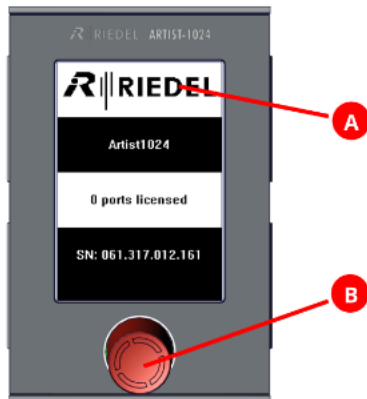 RIEDEL ARTIST-1024
RIEDEL
A
Artist1024
0 ports licensed
SN: 061.317.012.161
B